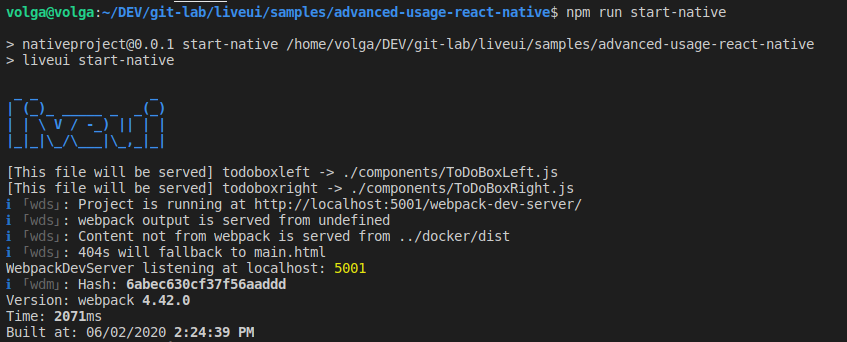 volga@volga:~/DEV/git-lab/liveui/samples/advanced-usage-react-native$ npm run start-native
> nativeproject@0.0.1 start-native /home/volga/DEV/git-lab/liveui/samples/advanced-usage-react-native
> liveui start-native
 _ _                    _
| (_)_ _____ _  _(_)
| | \ V / -_) || | |
|_|_|\_/\___|\_,_|_|
[This file will be served] todoboxleft -> ./components/ToDoBoxLeft.js
[This file will be served] todoboxright -> ./components/ToDoBoxRight.js
ℹ ｢wds｣: Project is running at http://localhost:5001/webpack-dev-server/
ℹ ｢wds｣: webpack output is served from undefined
ℹ ｢wds｣: Content not from webpack is served from ../docker/dist
ℹ ｢wds｣: 404s will fallback to main.html
WebpackDevServer listening at localhost: 5001
ℹ ｢wdm｣: Hash: 6abec630cf37f56aaddd
Version: webpack 4.42.0
Time: 2071ms
Built at: 06/02/2020 2:24:39 PM